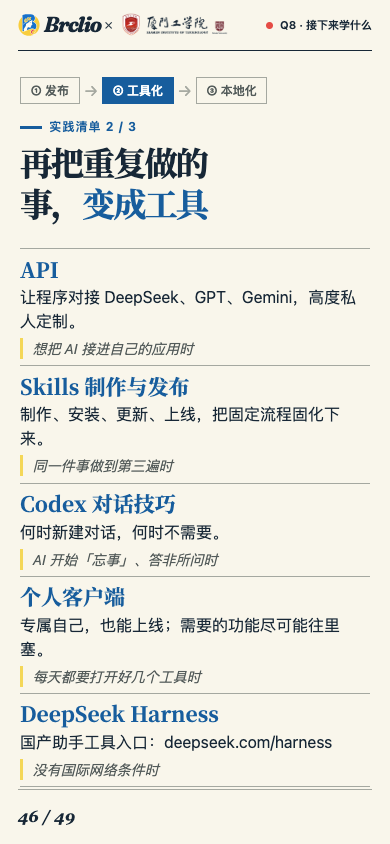 Brclio × 厦门工学院
XIAMEN INSTITUTE OF TECHNOLOGY
Q8 · 接下来学什么
① 发布 → ② 工具化 → ③ 本地化
实践清单 2 / 3
再把重复做的
事，变成工具
API
让程序对接 DeepSeek、GPT、Gemini，高度私
人定制。
想把 AI 接进自己的应用时
Skills 制作与发布
制作、安装、更新、上线，把固定流程固化下
来。
同一件事做到第三遍时
Codex 对话技巧
何时新建对话，何时不需要。
AI 开始「忘事」、答非所问时
个人客户端
专属自己，也能上线；需要的功能尽可能往里
塞。
每天都要打开好几个工具时
DeepSeek Harness
国产助手工具入口：deepseek.com/harness
没有国际网络条件时
46 / 49